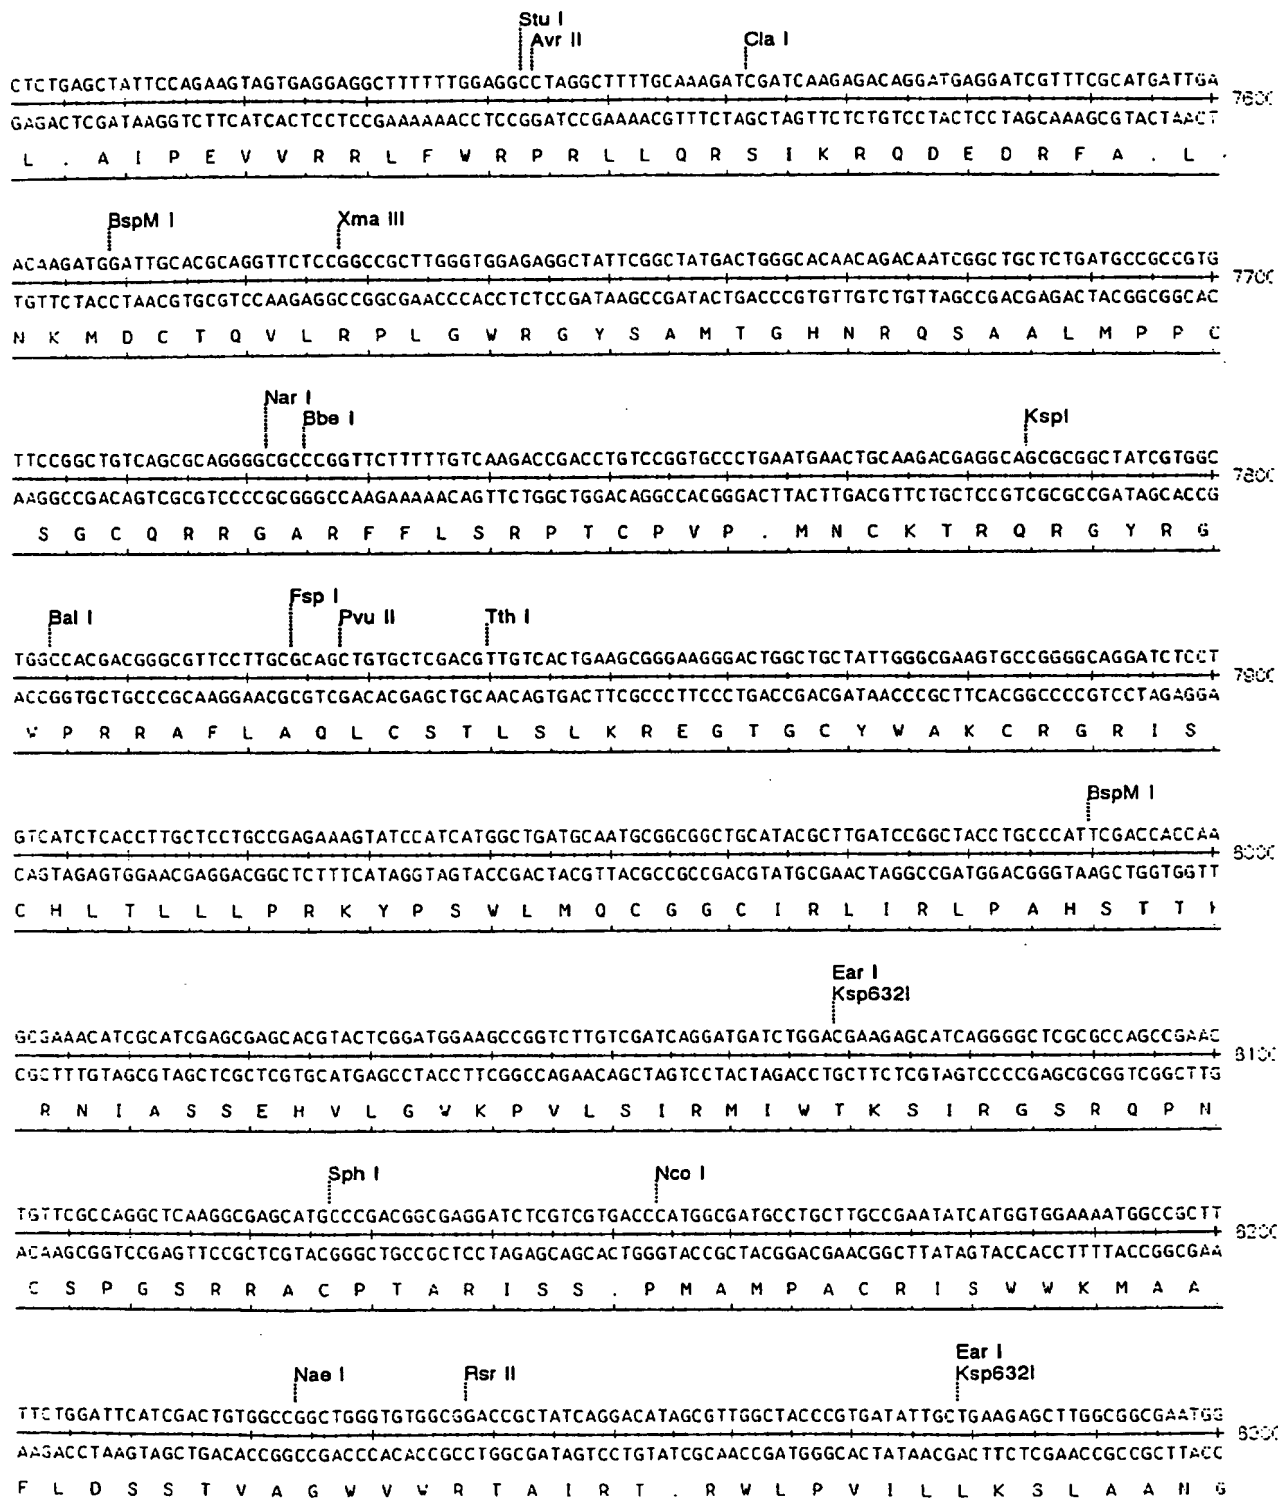 Stu I
Avr II
Cla I
CTCTGAGCTATTCCAGAAGTAGTGAGGAGGCTTTTTTGGAGGCCTAGGCTTTTGCAAAGATCGATCAAGAGACAGGATGAGGATCGTTTCGCATGATTGA
GAGACTCGATAAGGTCTTCATCACTCCTCCGAAAAAACCTCCGGATCCGAAAACGTTTCTAGCTAGTTCTCTGTCCTACTCCTAGCAAAGCGTACTAACT
L . A I P E V V R R L F W R P R L L Q R S I K R Q D E D R F A . L .
BspM I
Xma III
ACAAGATGGATTGCACGCAGGTTCTCCGGCCGCTTGGGTGGAGAGGCTATTCGGCTATGACTGGGCACAACAGACAATCGGCTGCTCTGATGCCGCCGTG
TGTTCTACCTAACGTGCGTCCAAGAGGCCGGCGAACCCACCTCTCCGATAAGCCGATACTGACCCGTGTTGTCTGTTAGCCGACGAGACTACGGCGGCAC
N K M D C T Q V L R P L G W R G Y S A M T G H N R Q S A A L M P P C
Nar I
Bbe I
KspI
TTCCGGCTGTCAGCGCAGGGGCGCCCGGTTCTTTTTGTCAAGACCGACCTGTCCGGTGCCCTGAATGAACTGCAAGACGAGGCAGCGCGGCTATCGTGGC
AAGGCCGACAGTCGCGTCCCCGCGGGCCAAGAAAAACAGTTCTGGCTGGACAGGCCACGGGACTTACTTGACGTTCTGCTCCGTCGCGCCGATAGCACCG
S G C Q R R G A R F F L S R P T C P V P . M N C K T R Q R G Y R G
Bal I
Fsp I
Pvu II
Tth I
TGGCCACGACGGGCGTTCCTTGCGCAGCTGTGCTCGACGTTGTCACTGAAGCGGGAAGGGACTGGCTGCTATTGGGCGAAGTGCCGGGGCAGGATCTCCT
ACCGGTGCTGCCCGCAAGGAACGCGTCGACACGAGCTGCAACAGTGACTTCGCCCTTCCCTGACCGACGATAACCCGCTTCACGGCCCCGTCCTAGAGGA
W P R R A F L A Q L C S T L S L K R E G T G C Y W A K C R G R I S
BspM I
GTCATCTCACCTTGCTCCTGCCGAGAAAGTATCCATCATGGCTGATGCAATGCGGCGGCTGCATACGCTTGATCCGGCTACCTGCCCATTCGACCACCAA
CAGTAGAGTGGAACGAGGACGGCTCTTTCATAGGTAGTACCGACTACGTTACGCCGCCGACGTATGCGAACTAGGCCGATGGACGGGTAAGCTGGTGGTT
C H L T L L L P R K Y P S W L M Q C G G C I R L I R L P A H S T T
Ear I
Ksp632I
GCGAAACATCGCATCGAGCGAGCACGTACTCGGATGGAAGCCGGTCTTGTCGATCAGGATGATCTGGACGAAGAGCATCAGGGGCTCGCGCCAGCCGAAC
CGCTTTGTAGCGTAGCTCGCTCGTGCATGAGCCTACCTTCGGCCAGAACAGCTAGTCCTACTAGACCTGCTTCTCGTAGTCCCCGAGCGCGGTCGGCTTG
R N I A S S E H V L G W K P V L S I R M I W T K S I R G S R Q P N
Sph I
Nco I
TGTTCGCCAGGCTCAAGGCGAGCATGCCCGACGGCGAGGATCTCGTCGTGACCCATGGCGATGCCTGCTTGCCGAATATCATGGTGGAAAATGGCCGCTT
ACAAGCGGTCCGAGTTCCGCTCGTACGGGCTGCCGCTCCTAGAGCAGCACTGGGTACCGCTACGGACGAACGGCTTATAGTACCACCTTTTACCGGCGAA
C S P G S R R A C P T A R I S S . P M A M P A C R I S W W K M A A
Nae I
Rsr II
Ear I
Ksp632I
TTCTGGATTCATCGACTGTGGCCGGCTGGGTGTGGCGGACCGCTATCAGGACATAGCGTTGGCTACCCGTGATATTGCTGAAGAGCTTGGCGGCGAATGG
AAGACCTAAGTAGCTGACACCGGCCGACCCACACCGCCTGGCGATAGTCCTGTATCGCAACCGATGGGCACTATAACGACTTCTCGAACCGCCGCTTACC
F L D S S T V A G W V W R T A I R T . R W L P V I L L K S L A A N G